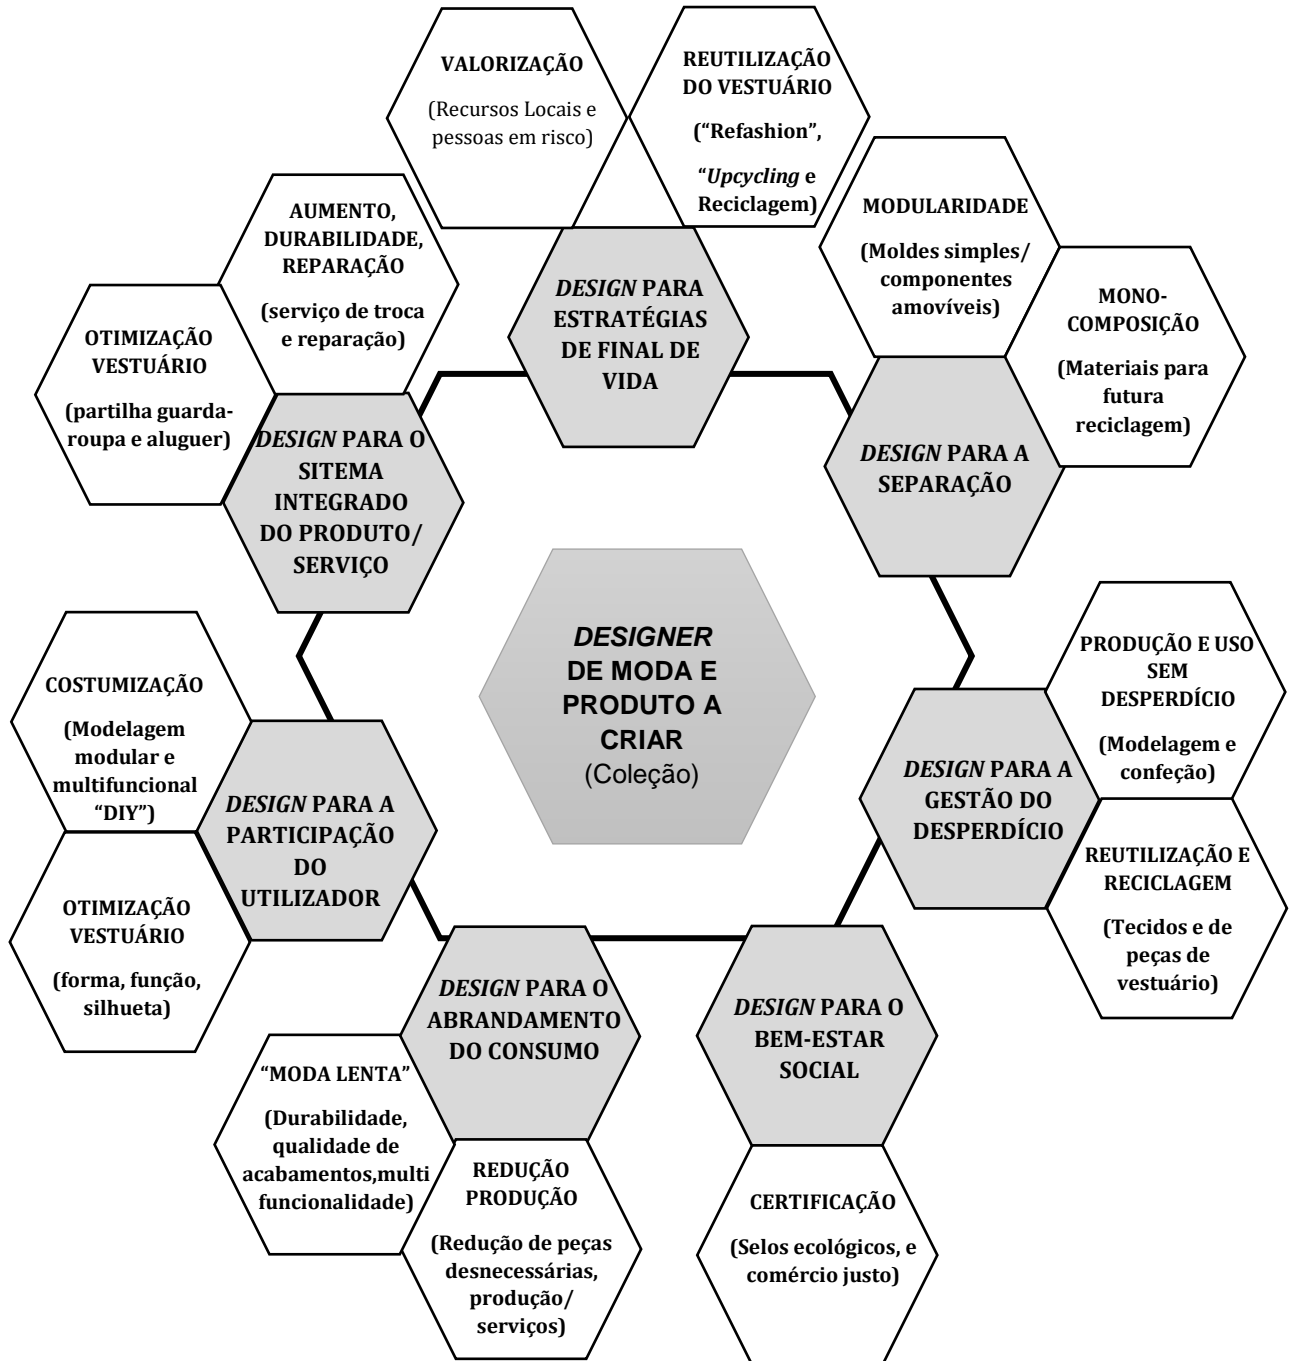 VALORIZAÇÃO
(Recursos Locais e
pessoas em risco)
REUTILIZAÇÃO
DO VESTUÁRIO
(“Refashion”,
“Upcycling e
Reciclagem)
AUMENTO,
DURABILIDADE,
REPARAÇÃO
(serviço de troca
e reparação)
MODULARIDADE
(Moldes simples/
componentes
amovíveis)
DESIGN PARA
ESTRATÉGIAS
DE FINAL DE
VIDA
OTIMIZAÇÃO
VESTUÁRIO
(partilha guarda-
roupa e aluguer)
MONO-
COMPOSIÇÃO
(Materiais para
futura
reciclagem)
DESIGN PARA O
SITEMA
INTEGRADO
DO PRODUTO/
SERVIÇO
DESIGN PARA A
SEPARAÇÃO
DESIGNER
DE MODA E
PRODUTO A
CRIAR
(Coleção)
COSTUMIZAÇÃO
(Modelagem
modular e
multifuncional
“DIY”)
PRODUÇÃO E USO
SEM
DESPERDÍCIO
(Modelagem e
confeção)
DESIGN PARA A
PARTICIPAÇÃO
DO
UTILIZADOR
DESIGN PARA A
GESTÃO DO
DESPERDÍCIO
OTIMIZAÇÃO
VESTUÁRIO
(forma, função,
silhueta)
REUTILIZAÇÃO E
RECICLAGEM
(Tecidos e de
peças de
vestuário)
DESIGN PARA O
ABRANDAMENTO
DO CONSUMO
DESIGN PARA O
BEM-ESTAR
SOCIAL
“MODA LENTA”
(Durabilidade,
qualidade de
acabamentos,multi
funcionalidade)
REDUÇÃO
PRODUÇÃO
(Redução de peças
desnecessárias,
produção/
serviços)
CERTIFICAÇÃO
(Selos ecológicos, e
comércio justo)